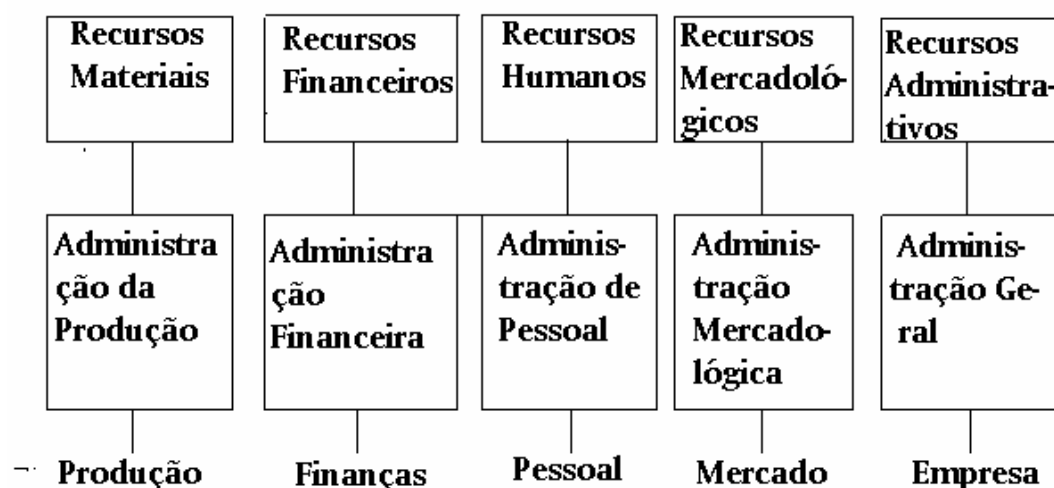 Recursos
Materiais
Recursos
Financeiros
Recursos
Humanos
Recursos
Mercadoló-
gicos
Recursos
Administra-
tivos
Administra
ção da
Produção
Administra
ção
Financeira
Adminis-
tração de
Pessoal
Adminis-
tração
Mercado-
lógica
Adminis-
tração Ge-
ral
Produção
Finanças
Pessoal
Mercado
Empresa